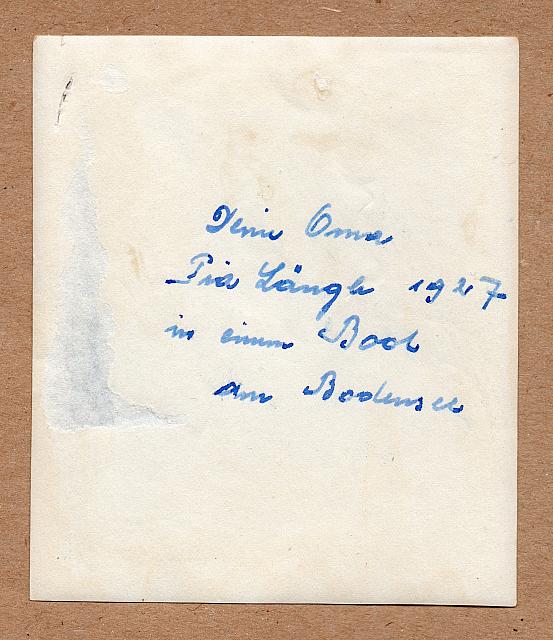 Deine Oma
Pia Längle 1927
in einem Boot
am Bodensee